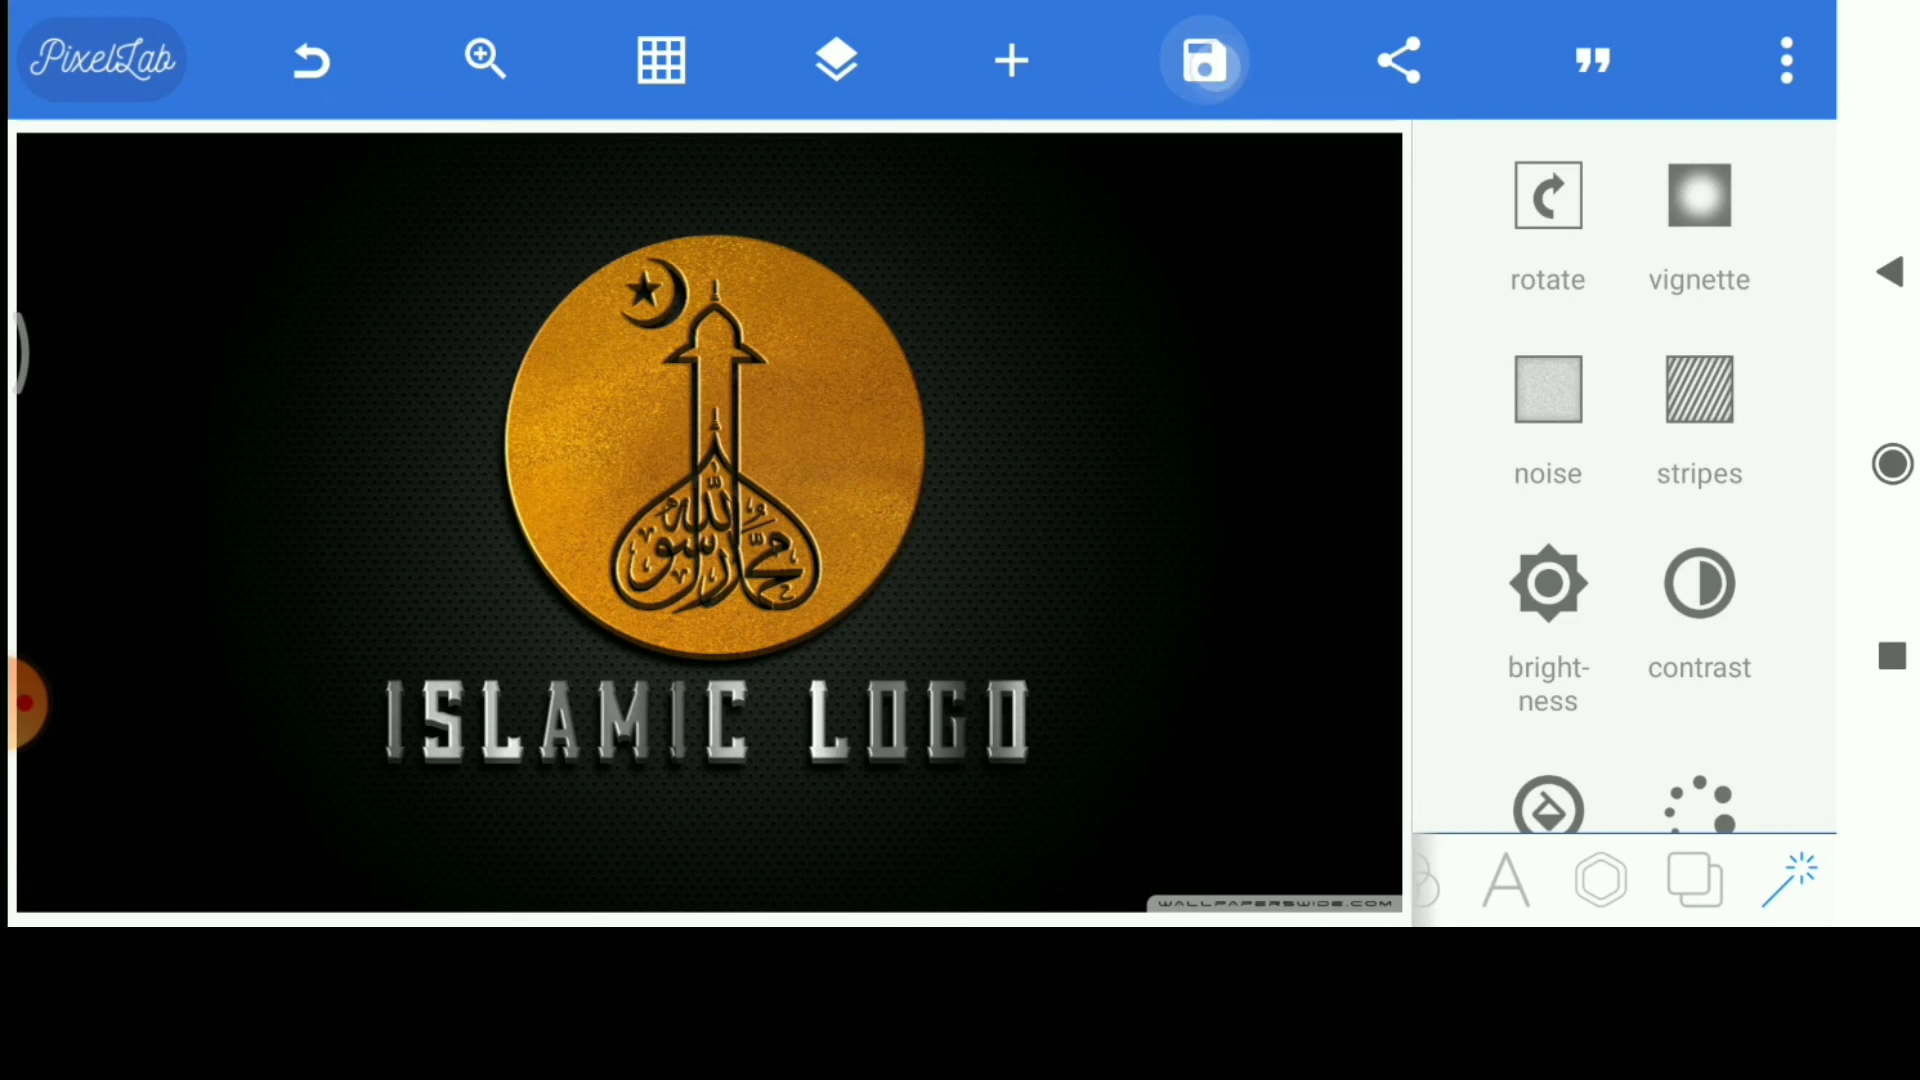 PixelLab
محمد رسول الله
ISLAMIC LOGO
WALLPAPERSWIDE.COM
rotate
vignette
noise
stripes
bright-
ness
contrast